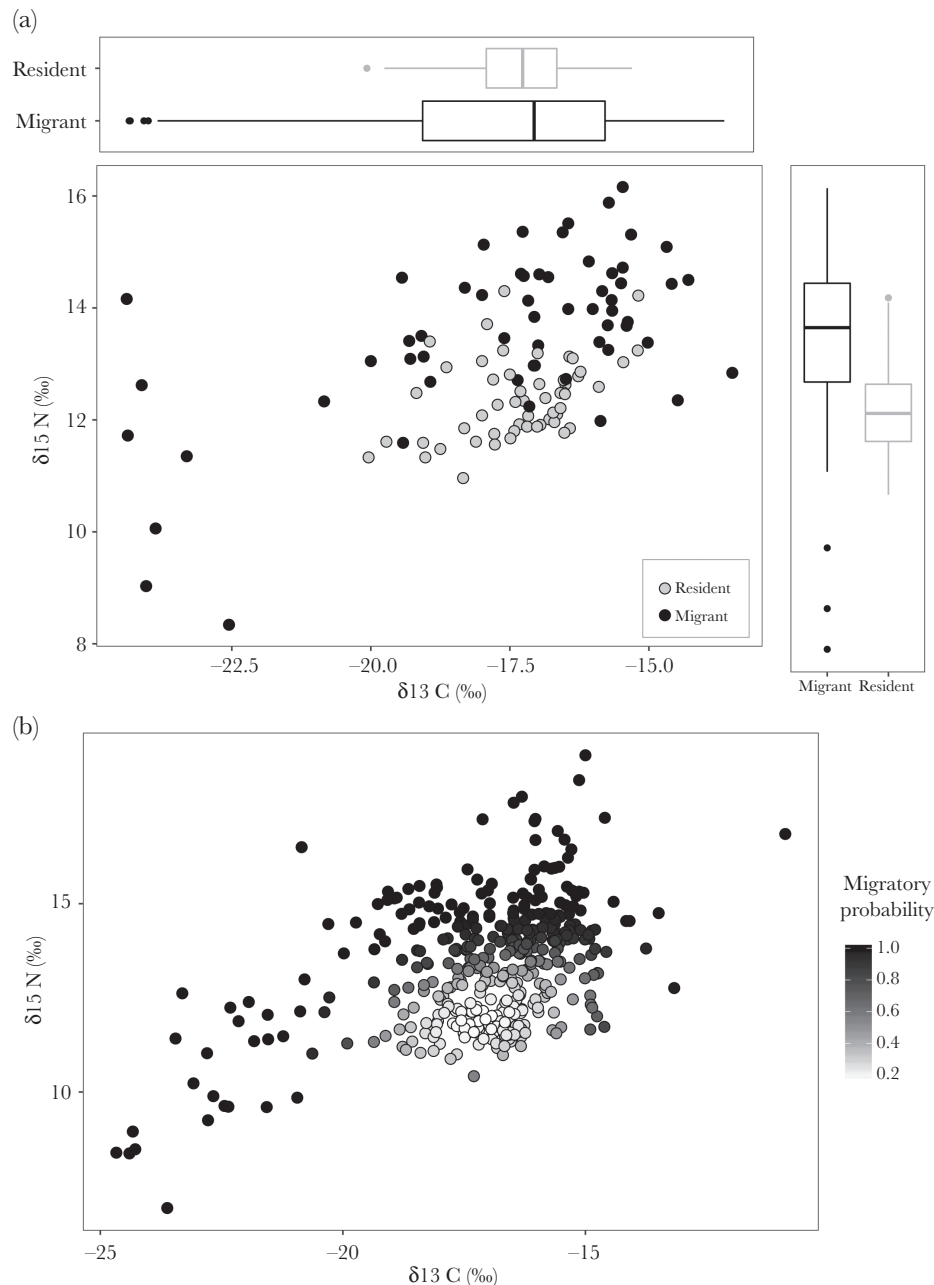 (a)
Resident
Migrant
16
14
12
10
8
δ15 N (‰)
–22.5
–20.0
–17.5
–15.0
δ13 C (‰)
Resident
Migrant
Migrant Resident
(b)
15
10
δ15 N (‰)
–25
–20
–15
δ13 C (‰)
Migratory
probability
1.0
0.8
0.6
0.4
0.2